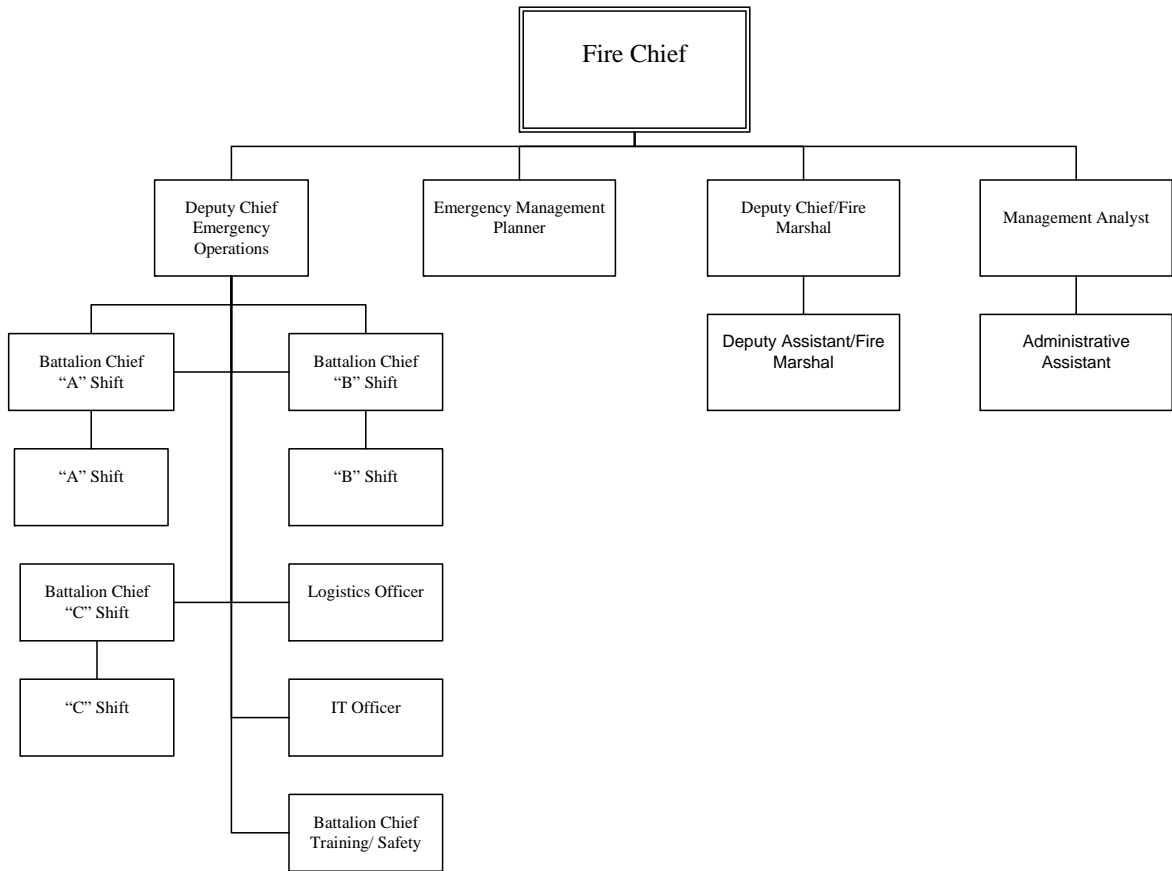 Fire Chief
Deputy Chief
Emergency
Operations
Emergency Management
Planner
Deputy Chief/Fire
Marshal
Management Analyst
Battalion Chief
“A” Shift
Battalion Chief
“B” Shift
Deputy Assistant/Fire
Marshal
Administrative
Assistant
“A” Shift
“B” Shift
Battalion Chief
“C” Shift
Logistics Officer
“C” Shift
IT Officer
Battalion Chief
Training/ Safety